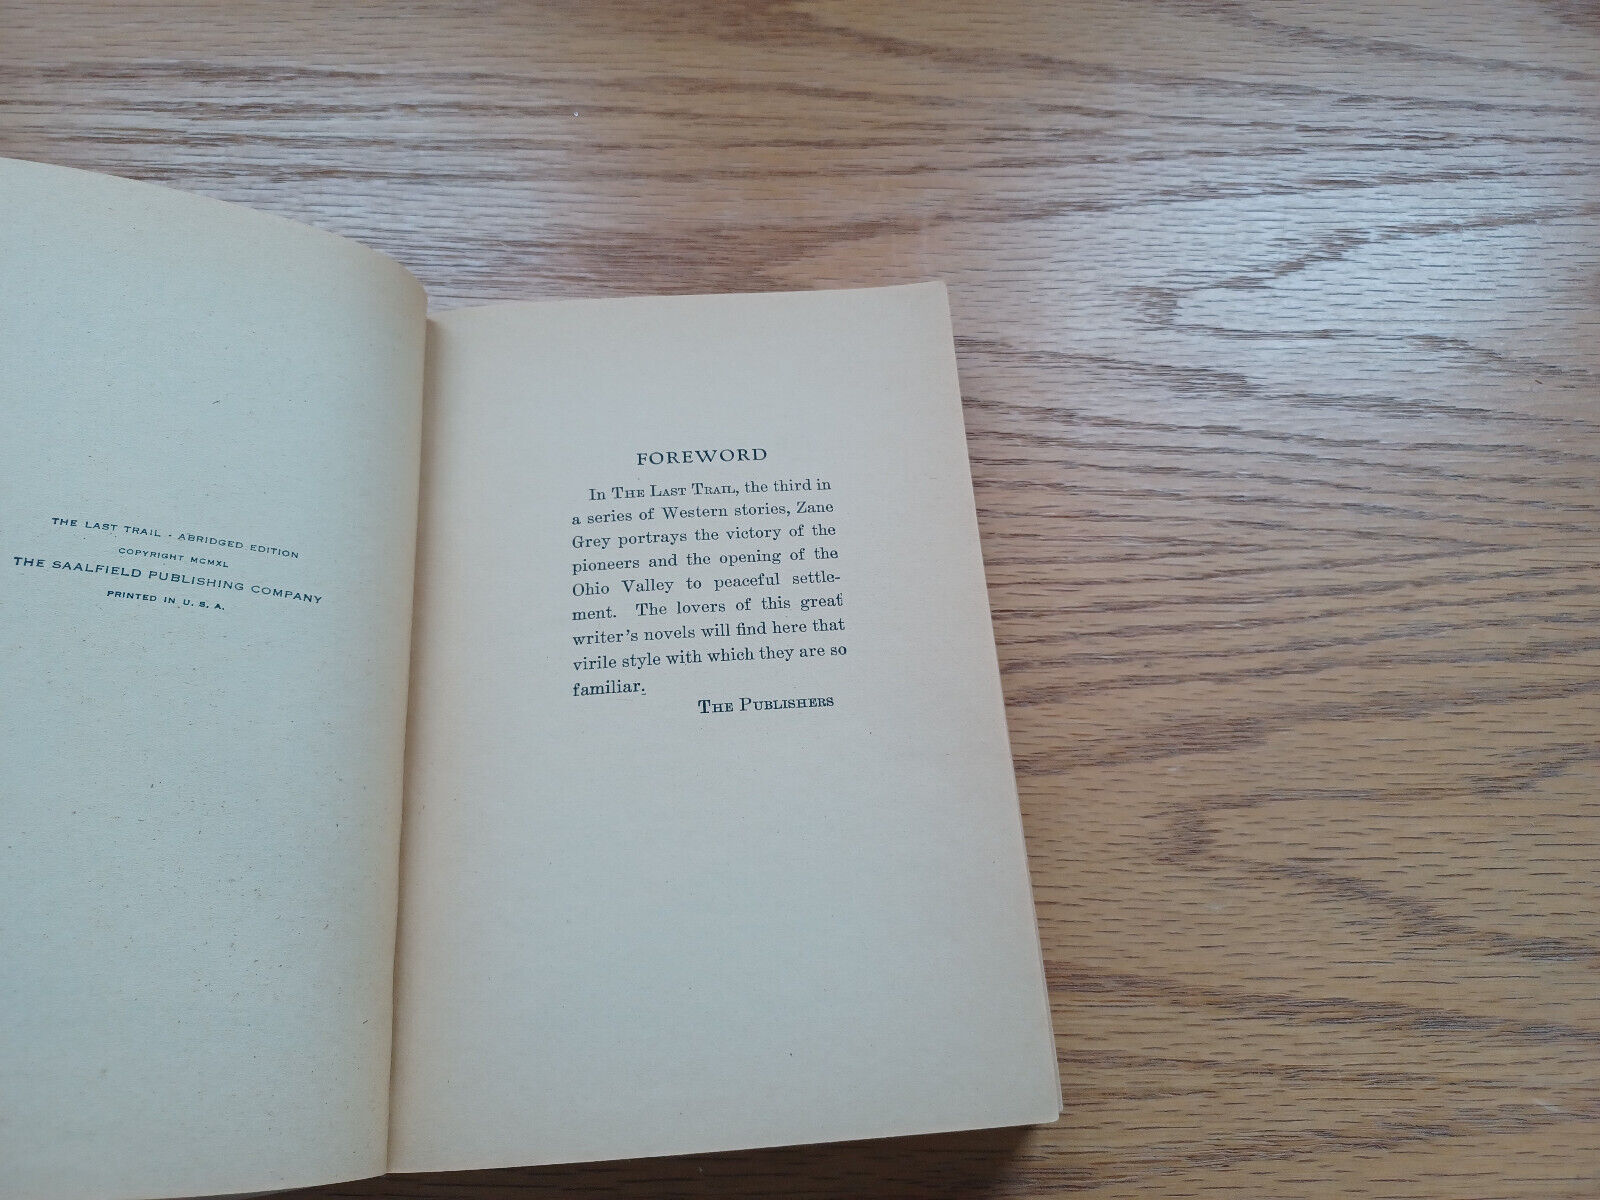 THE LAST TRAIL · ABRIDGED EDITION
COPYRIGHT MCMXL
THE SAALFIELD PUBLISHING COMPANY
PRINTED IN U. S. A.
FOREWORD
In THE LAST TRAIL, the third in
a series of Western stories, Zane
Grey portrays the victory of the
pioneers and the opening of the
Ohio Valley to peaceful settle-
ment. The lovers of this great
writer's novels will find here that
virile style with which they are so
familiar.
THE PUBLISHERS